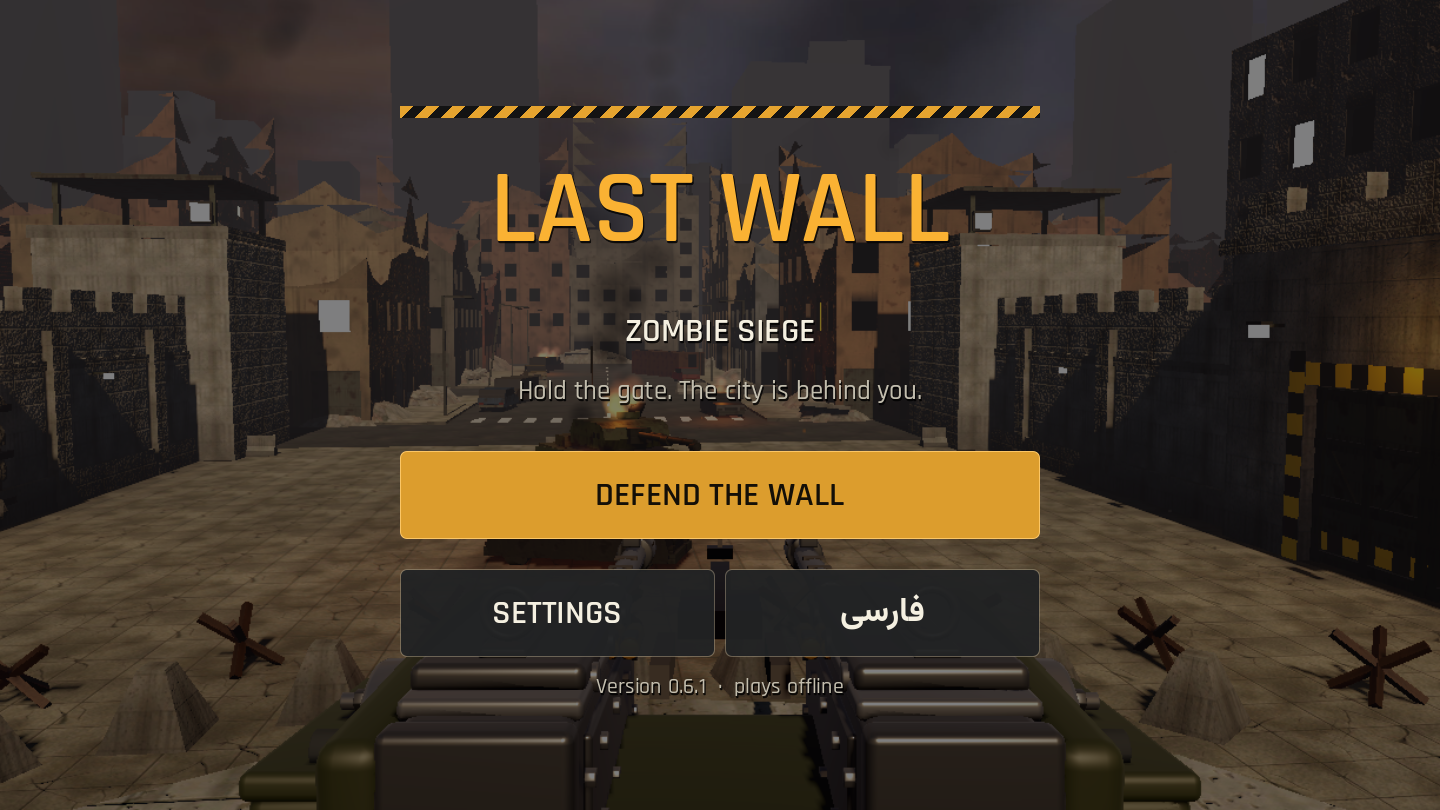 LAST WALL
ZOMBIE SIEGE
Hold the gate. The city is behind you.
DEFEND THE WALL
SETTINGS
فارسی
Version 0.6.1 · plays offline